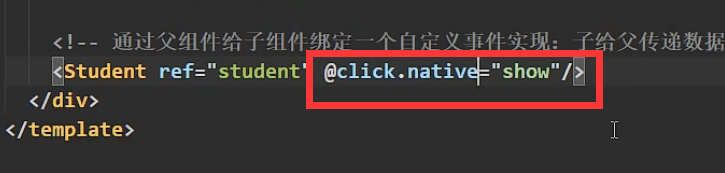 <!-- 通过父组件给子组件绑定一个自定义事件实现：子给父传递数据
<Student ref="student" @click.native="show"/>
</div>
</template>